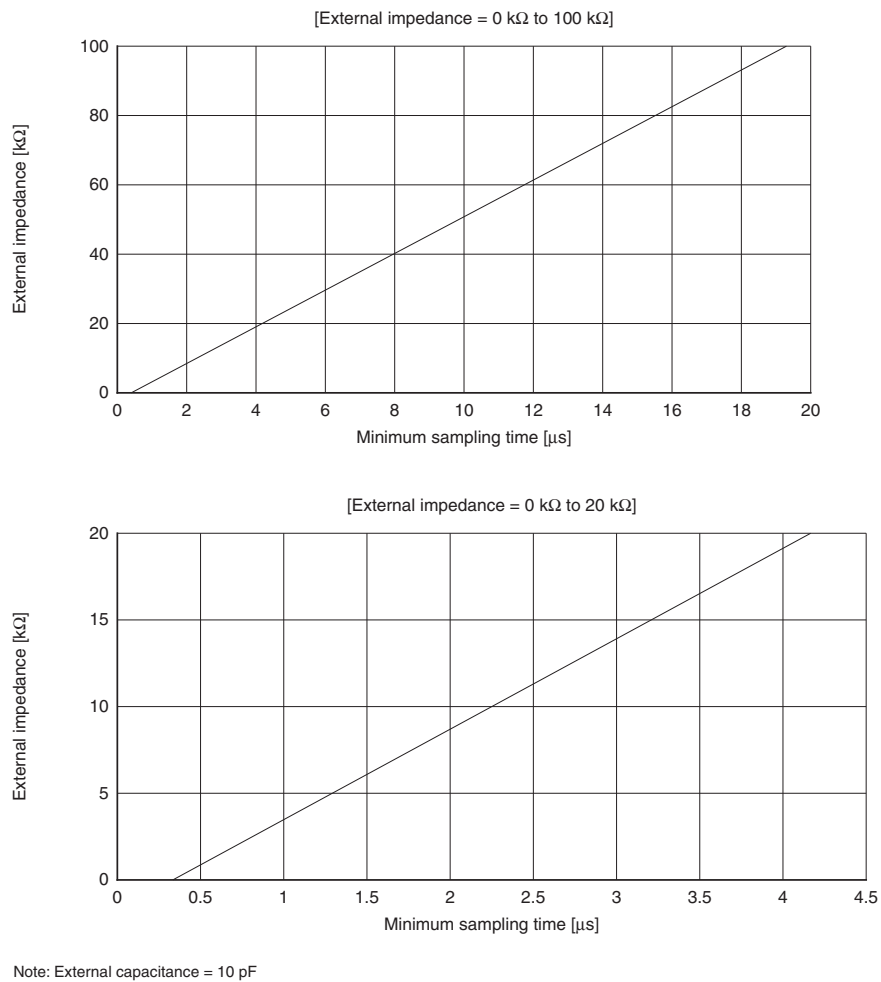 [External impedance = 0 kΩ to 100 kΩ]
100
80
60
40
20
0
External impedance [kΩ]
0 2 4 6 8 10 12 14 16 18 20
Minimum sampling time [μs]
[External impedance = 0 kΩ to 20 kΩ]
20
15
10
5
0
External impedance [kΩ]
0 0.5 1 1.5 2 2.5 3 3.5 4 4.5
Minimum sampling time [μs]
Note: External capacitance = 10 pF